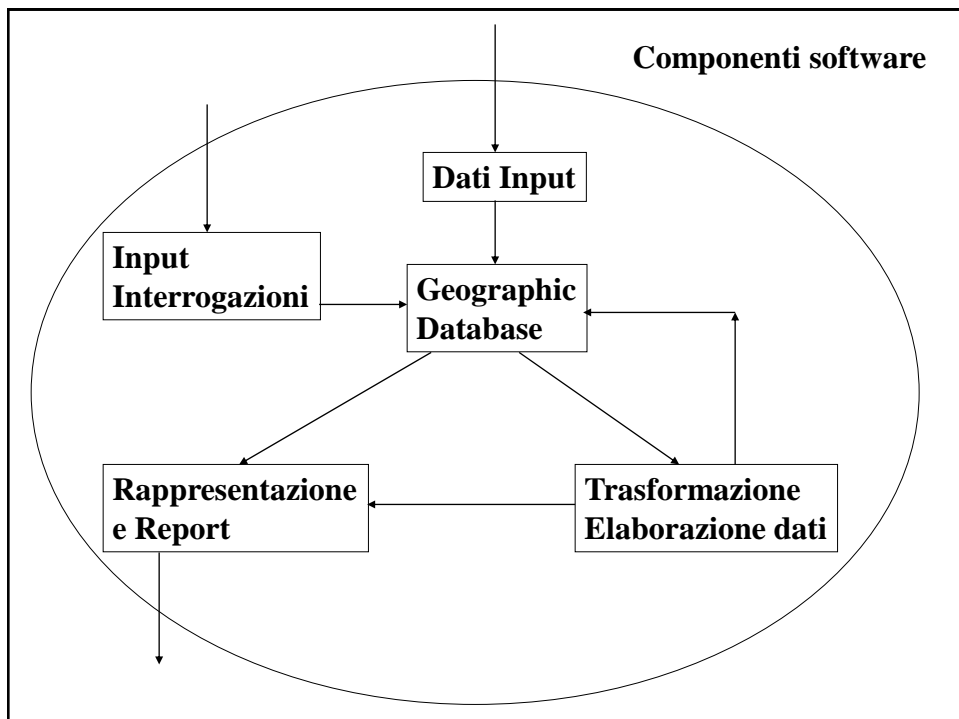 Componenti software
Dati Input
Input
Interrogazioni
Geographic
Database
Rappresentazione
e Report
Trasformazione
Elaborazione dati